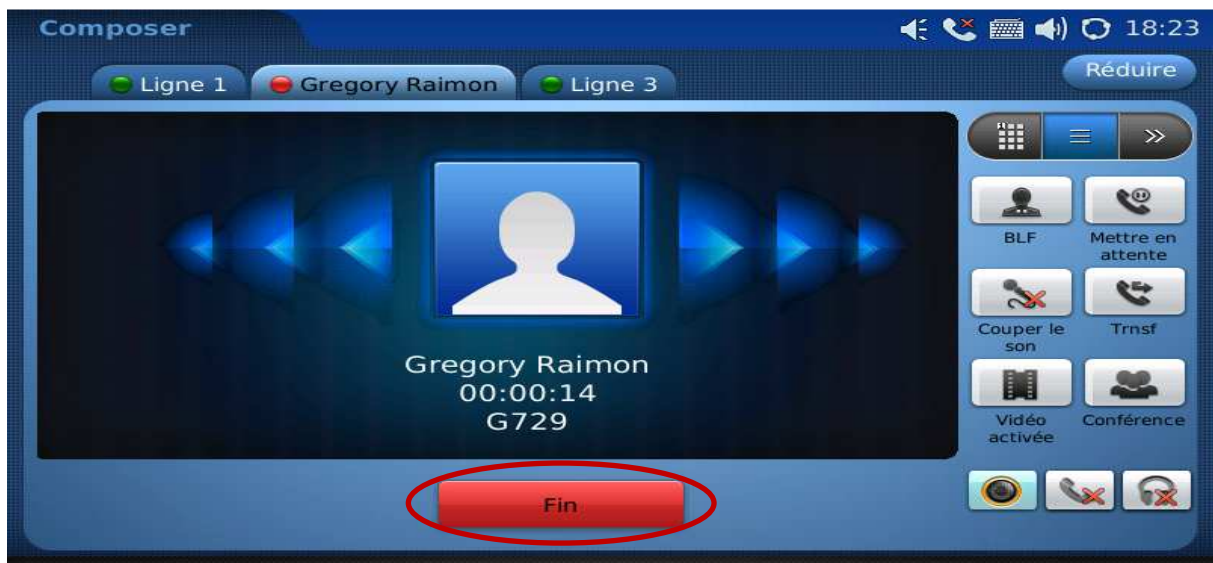 Composer
18:23
Ligne 1
Gregory Raimon
Ligne 3
Réduire
Gregory Raimon
00:00:14
G729
BLF
Mettre en
attente
Couper le
son
Trnsf
Vidéo
activée
Conférence
Fin